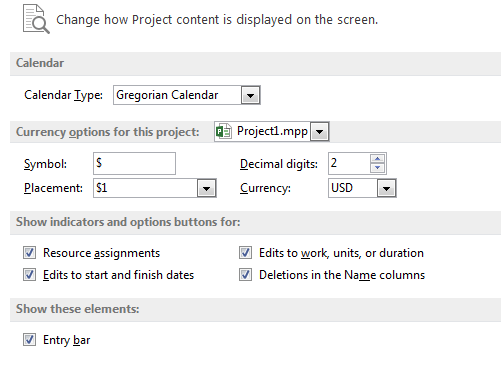 Change how Project content is displayed on the screen.
Calendar
Calendar Type: Gregorian Calendar
Currency options for this project: Project1.mpp
Symbol: $ Decimal digits: 2
Placement: $1 Currency: USD
Show indicators and options buttons for:
Resource assignments Edits to work, units, or duration
Edits to start and finish dates Deletions in the Name columns
Show these elements:
Entry bar